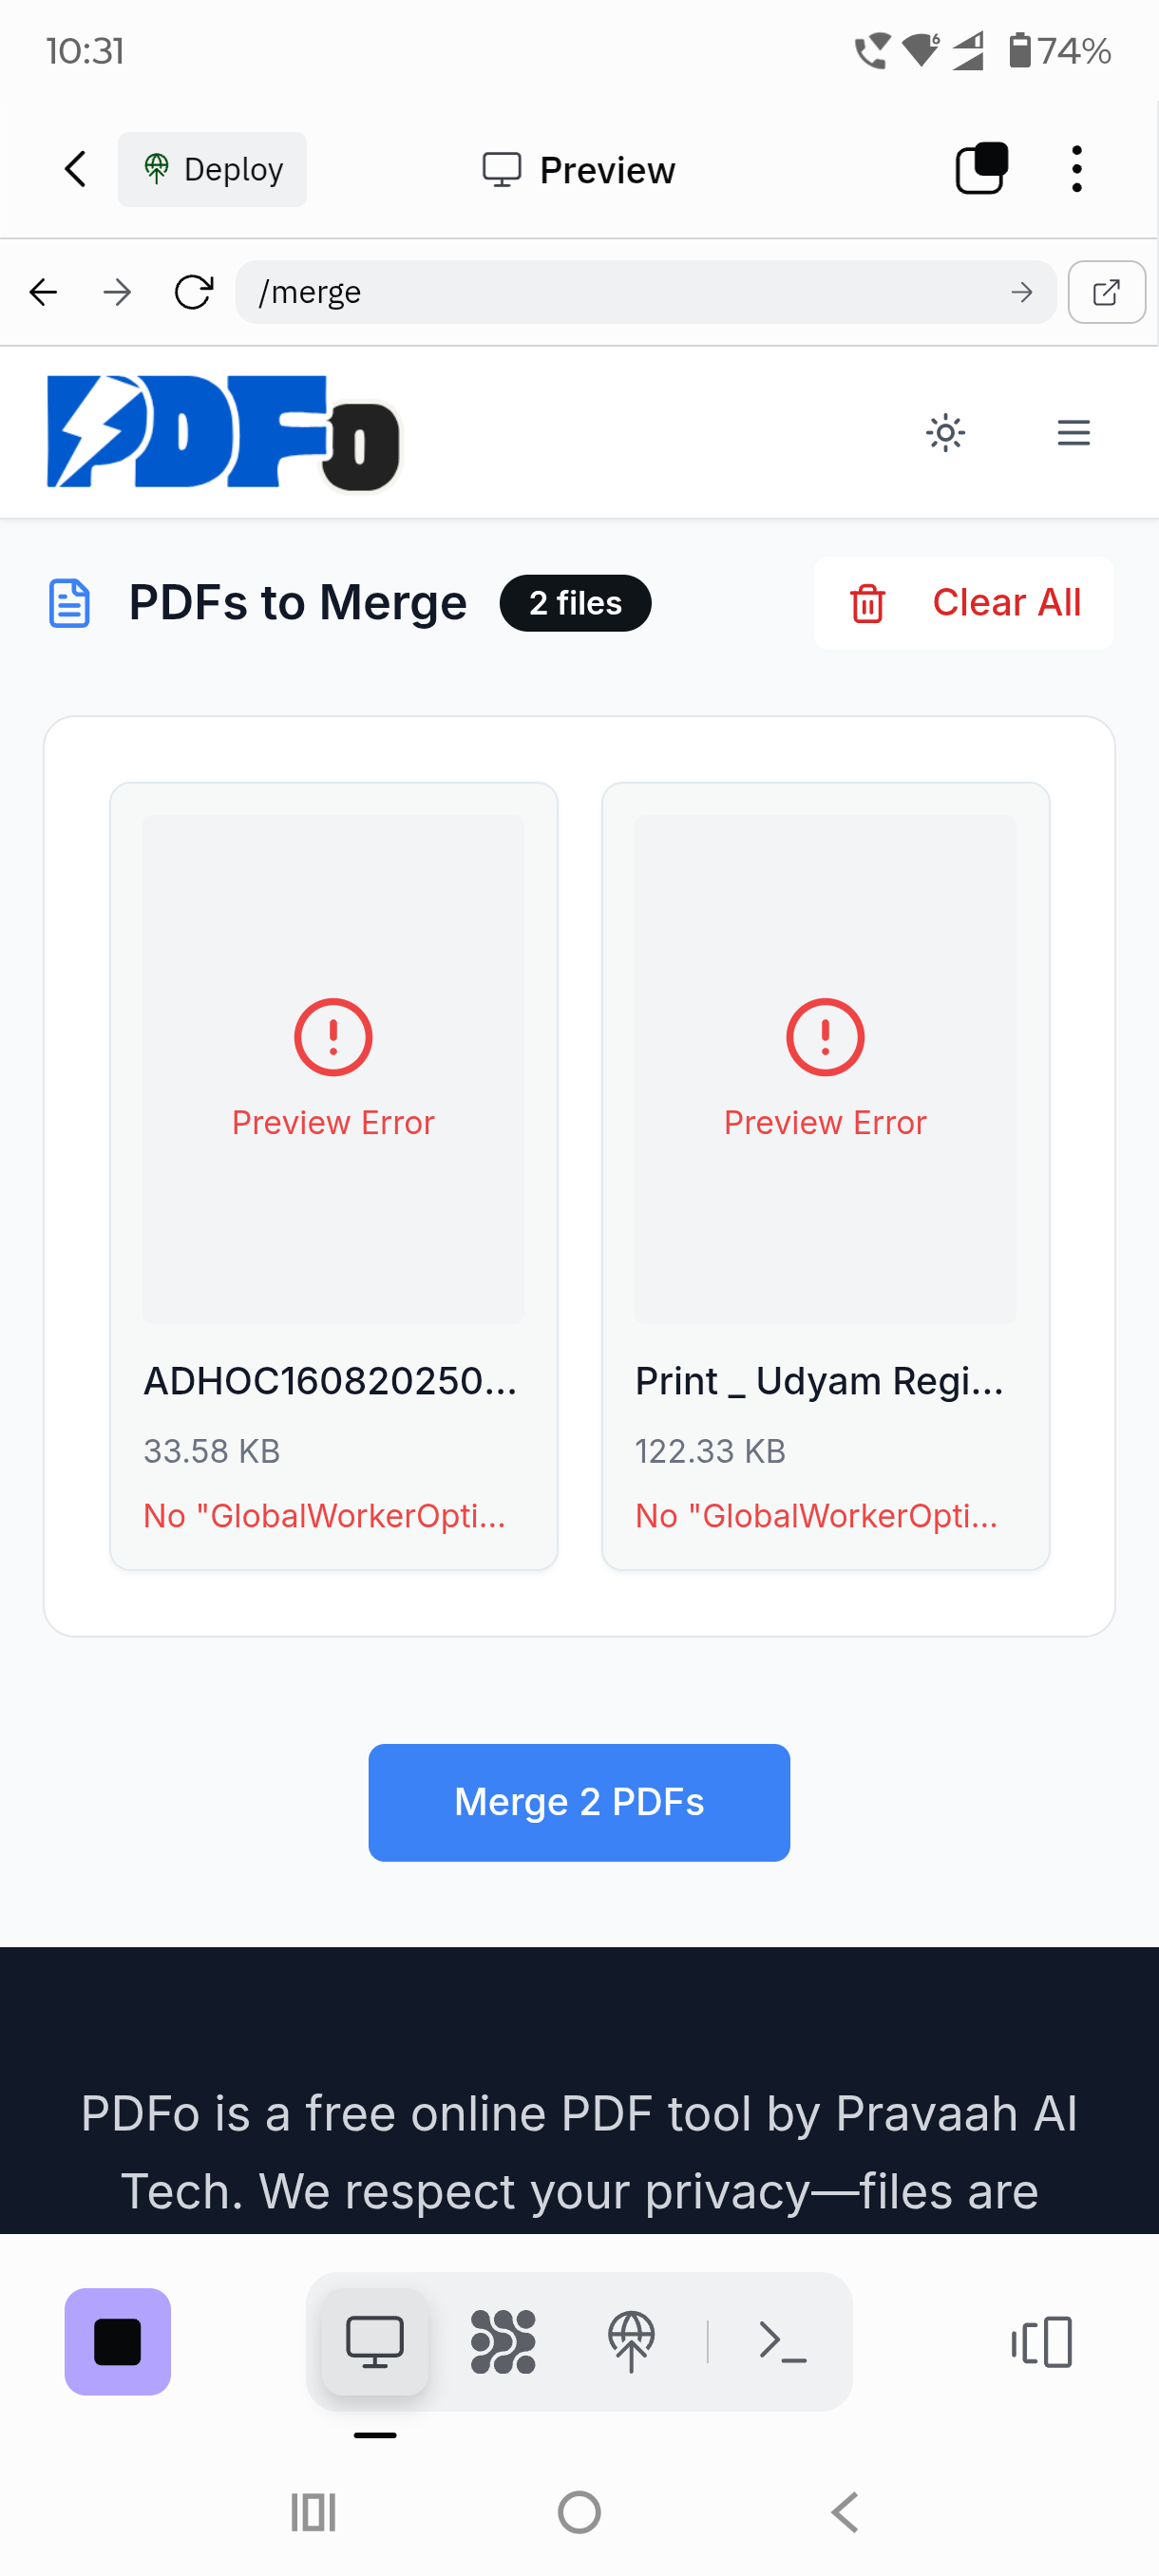 10:31
6
74%
Deploy
Preview
/merge
PDFo
PDFs to Merge
2 files
Clear All
Preview Error
Preview Error
ADHOC160820250...
Print _ Udyam Regi...
33.58 KB
122.33 KB
No "GlobalWorkerOpti...
No "GlobalWorkerOpti...
Merge 2 PDFs
PDFo is a free online PDF tool by Pravaah AI
Tech. We respect your privacy—files are